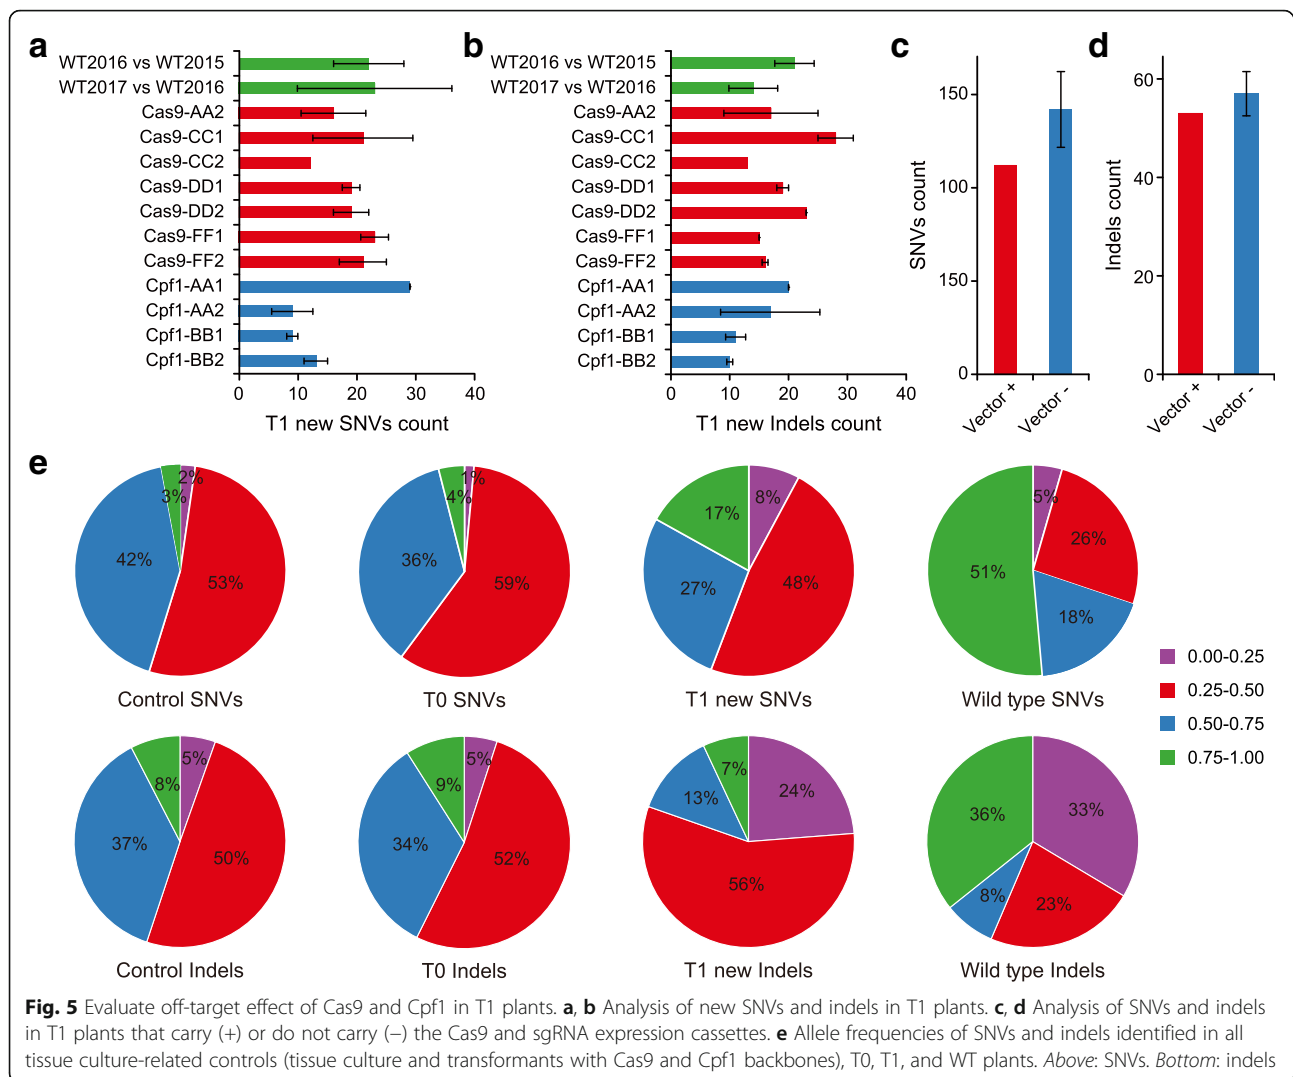 a
WT2016 vs WT2015
WT2017 vs WT2016
Cas9-AA2
Cas9-CC1
Cas9-CC2
Cas9-DD1
Cas9-DD2
Cas9-FF1
Cas9-FF2
Cpf1-AA1
Cpf1-AA2
Cpf1-BB1
Cpf1-BB2
0 10 20 30 40
T1 new SNVs count
b
WT2016 vs WT2015
WT2017 vs WT2016
Cas9-AA2
Cas9-CC1
Cas9-CC2
Cas9-DD1
Cas9-DD2
Cas9-FF1
Cas9-FF2
Cpf1-AA1
Cpf1-AA2
Cpf1-BB1
Cpf1-BB2
0 10 20 30 40
T1 new Indels count
c
SNVs count
150
100
150
0
Vector +
Vector -
d
Indels count
60
40
20
0
Vector +
Vector -
e
2%
3%
42%
53%
Control SNVs
1%
4%
36%
59%
T0 SNVs
8%
17%
27%
48%
T1 new SNVs
5%
26%
51%
18%
Wild type SNVs
0.00-0.25
0.25-0.50
0.50-0.75
0.75-1.00
5%
8%
37%
50%
Control Indels
5%
9%
34%
52%
T0 Indels
7%
24%
13%
56%
T1 new Indels
36%
33%
8%
23%
Wild type Indels
Fig. 5 Evaluate off-target effect of Cas9 and Cpf1 in T1 plants. a, b Analysis of new SNVs and indels in T1 plants. c, d Analysis of SNVs and indels
in T1 plants that carry (+) or do not carry (−) the Cas9 and sgRNA expression cassettes. e Allele frequencies of SNVs and indels identified in all
tissue culture-related controls (tissue culture and transformants with Cas9 and Cpf1 backbones), T0, T1, and WT plants. Above: SNVs. Bottom: indels